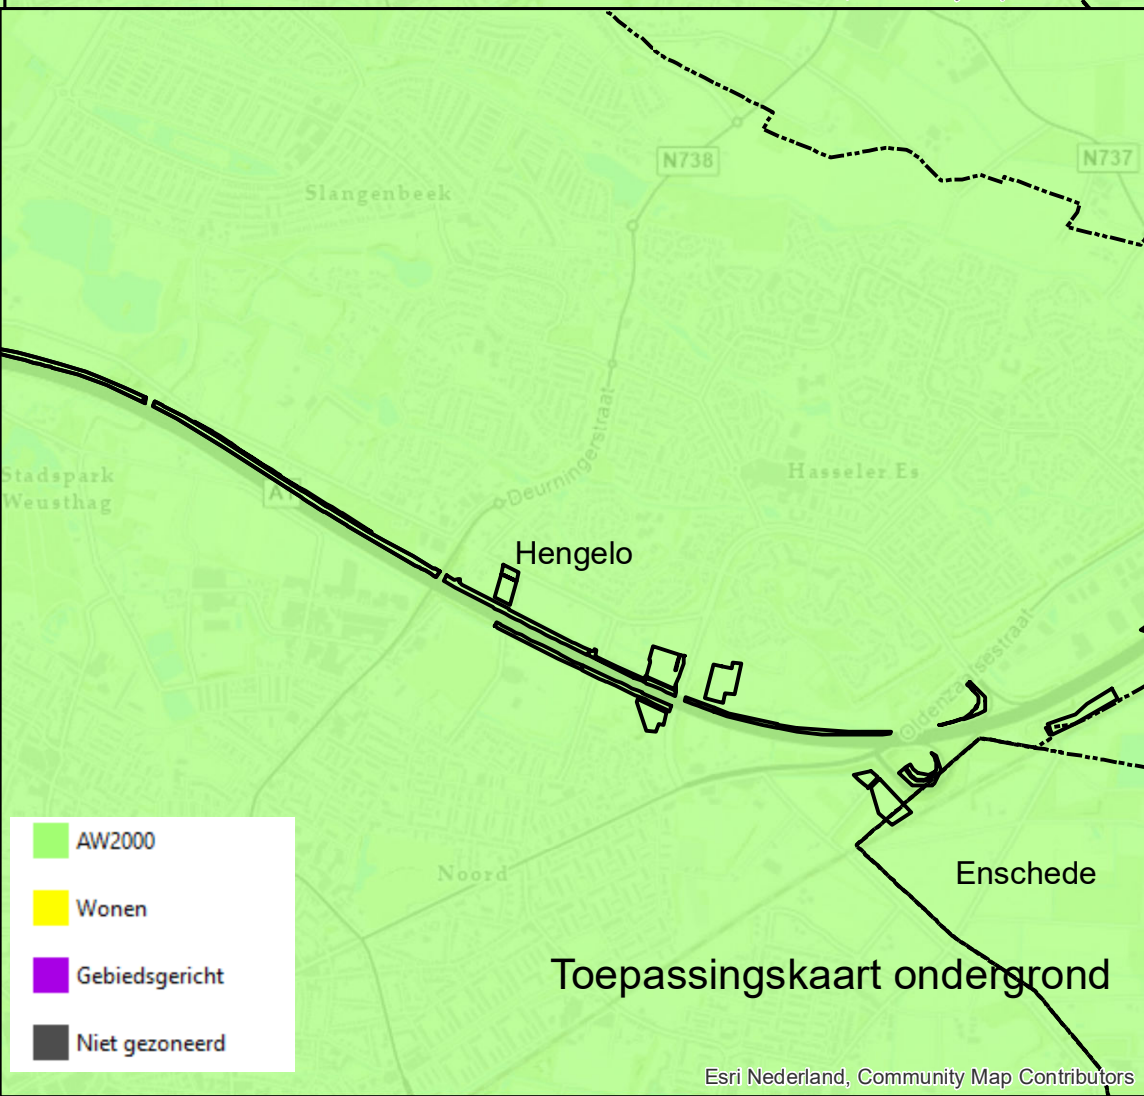 N738
N737
Slangenbeek
Deurningerstraat
Stadspark
Weusthag
A1
Hasseler Es
Hengelo
Oldenzaalsestraat
AW2000
Wonen
Gebiedsgericht
Niet gezoneerd
Noord
Enschede
Toepassingskaart ondergrond
Esri Nederland, Community Map Contributors